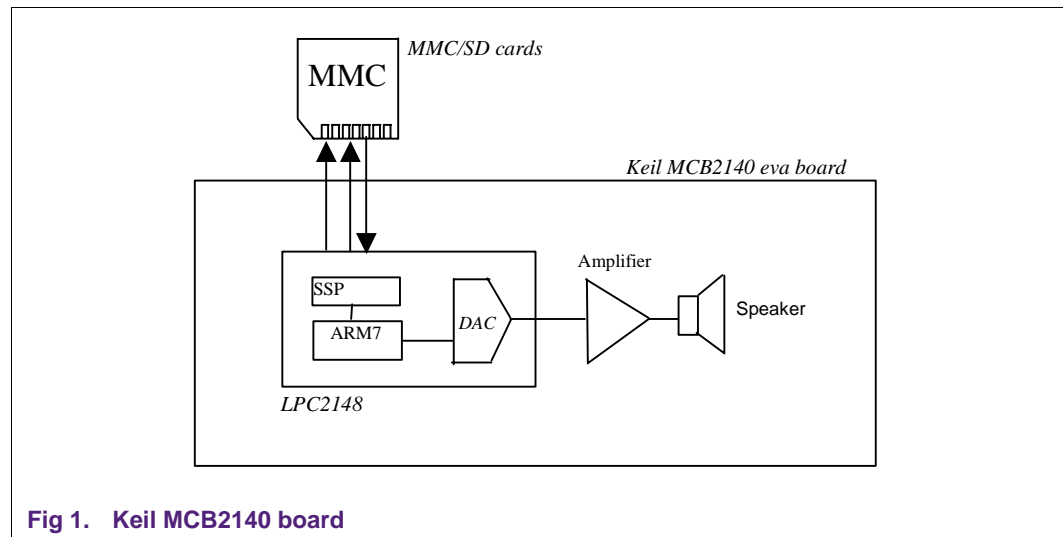 MMC/SD cards
MMC
Keil MCB2140 eva board
Amplifier
SSP
Speaker
DAC
ARM7
LPC2148
Fig 1. Keil MCB2140 board